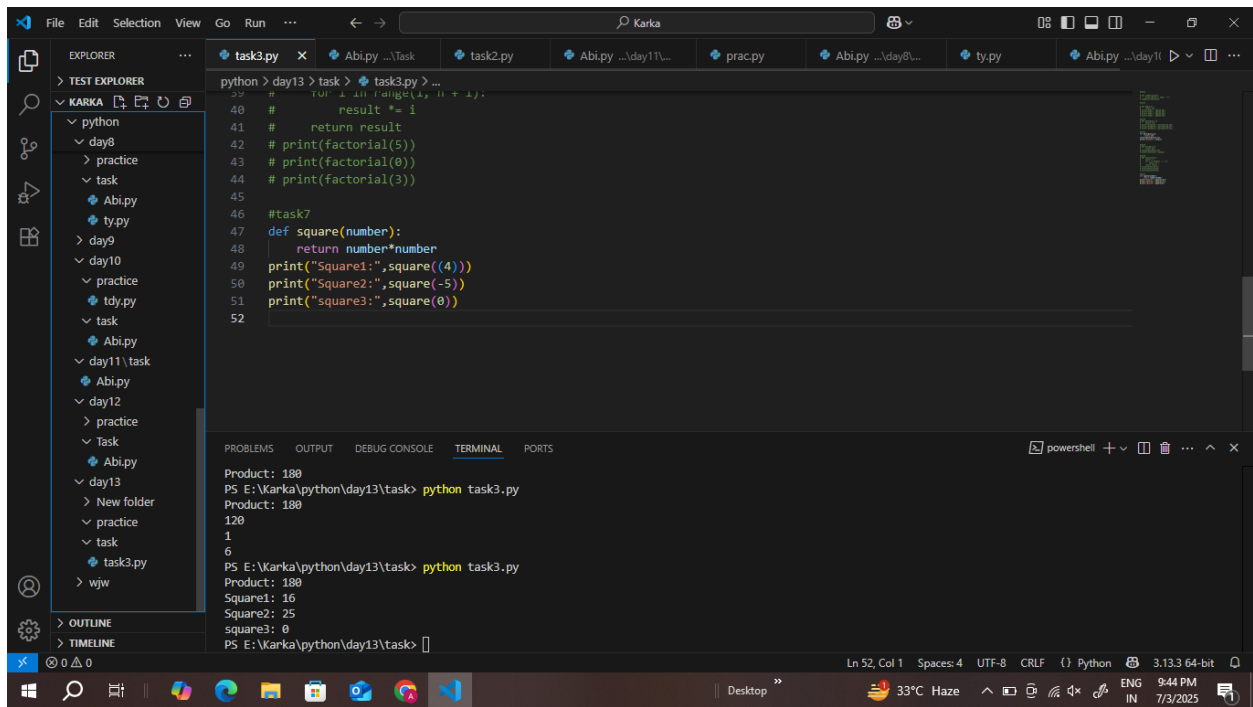 File Edit Selection View Go Run ··· ← → Karka
EXPLORER ···
TEST EXPLORER
KARKA
python
day8
practice
task
Abi.py
ty.py
day9
day10
practice
tdy.py
task
Abi.py
day11\task
Abi.py
day12
practice
Task
Abi.py
day13
New folder
practice
task
task3.py
wjw
OUTLINE
TIMELINE
task3.py Abi.py ...\Task task2.py Abi.py ...\day11\... prac.py Abi.py ...\day8\... ty.py Abi.py ...\day1(
python > day13 > task > task3.py > ...
39 # for i in range(1, n + 1):
40 # result *= i
41 # return result
42 # print(factorial(5))
43 # print(factorial(0))
44 # print(factorial(3))
45
46 #task7
47 def square(number):
48 return number*number
49 print("Square1:",square((4)))
50 print("Square2:",square(-5))
51 print("square3:",square(0))
52
PROBLEMS OUTPUT DEBUG CONSOLE TERMINAL PORTS powershell
Product: 180
PS E:\Karka\python\day13\task> python task3.py
Product: 180
120
1
6
PS E:\Karka\python\day13\task> python task3.py
Product: 180
Square1: 16
Square2: 25
square3: 0
PS E:\Karka\python\day13\task>
0 0 Ln 52, Col 1 Spaces: 4 UTF-8 CRLF {} Python 3.13.3 64-bit
Desktop » 33°C Haze ENG IN 9:44 PM 7/3/2025